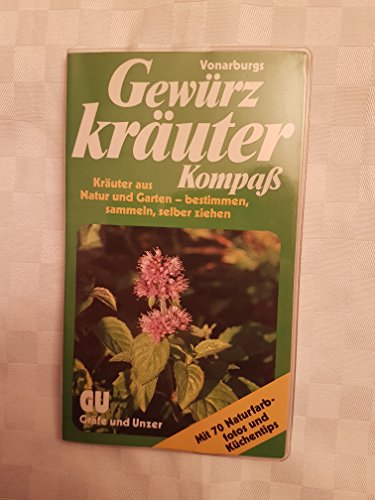 Vonarburgs
Gewürz
kräuter
Kompaß
Kräuter aus
Natur und Garten – bestimmen,
sammeln, selber ziehen
GU
Gräfe und Unzer
Mit 70 Naturfarb-
fotos und
Küchentips